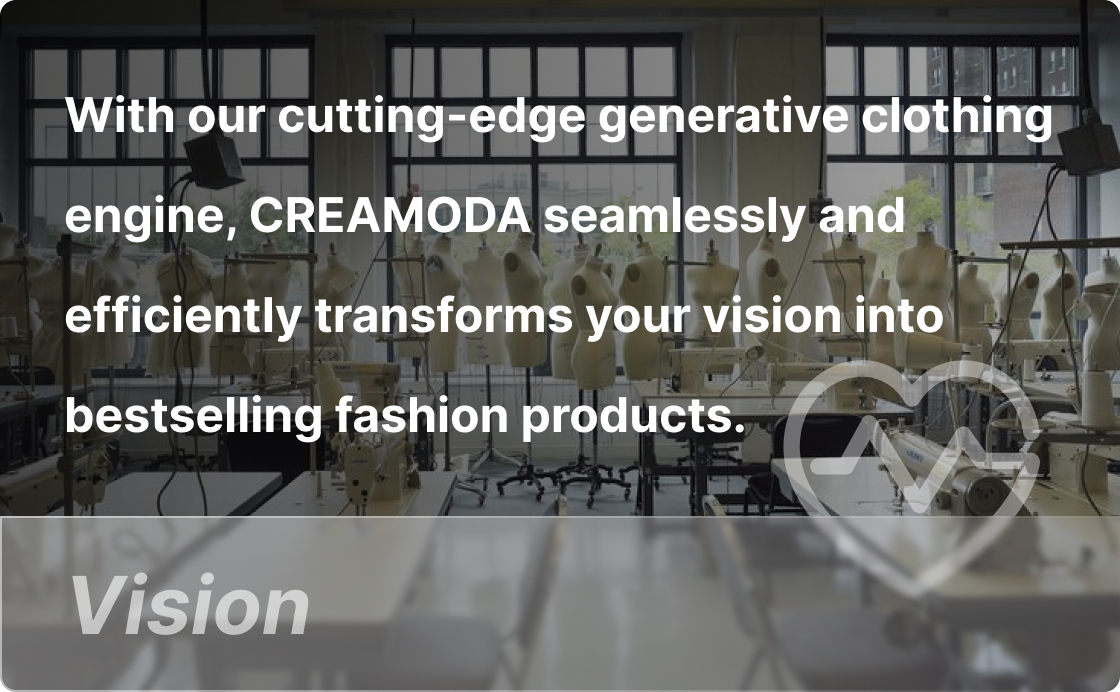 With our cutting-edge generative clothing
engine, CREAMODA seamlessly and
efficiently transforms your vision into
bestselling fashion products.
Vision